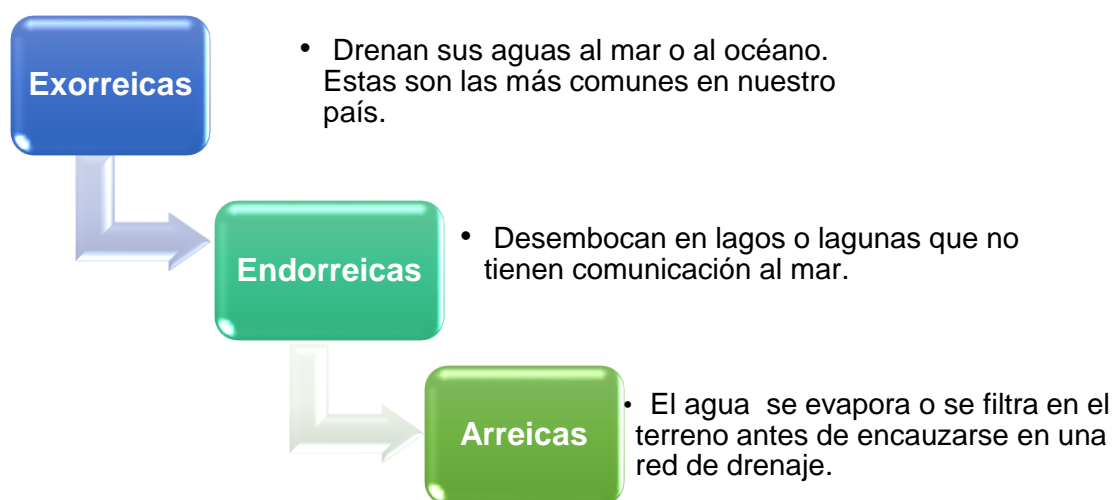 Exorreicas
• Drenan sus aguas al mar o al océano.
Estas son las más comunes en nuestro
país.
Endorreicas
• Desembocan en lagos o lagunas que no
tienen comunicación al mar.
Arreicas
• El agua  se evapora o se filtra en el
terreno antes de encauzarse en una
red de drenaje.